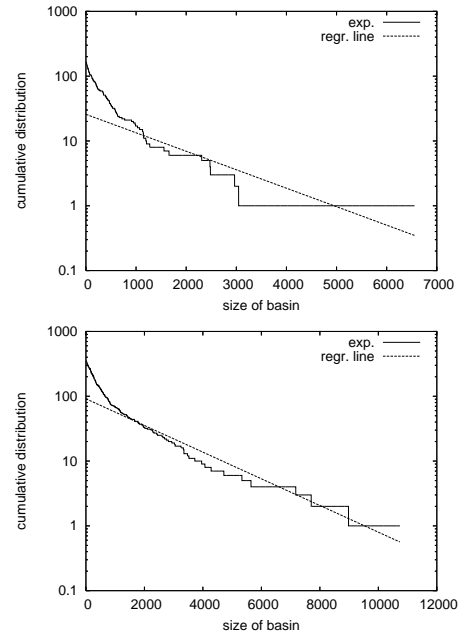 1000
100
10
1
0.1
cumulative distribution
exp.
regr. line
0 1000 2000 3000 4000 5000 6000 7000
size of basin
1000
100
10
1
0.1
cumulative distribution
exp.
regr. line
0 2000 4000 6000 8000 10000 12000
size of basin